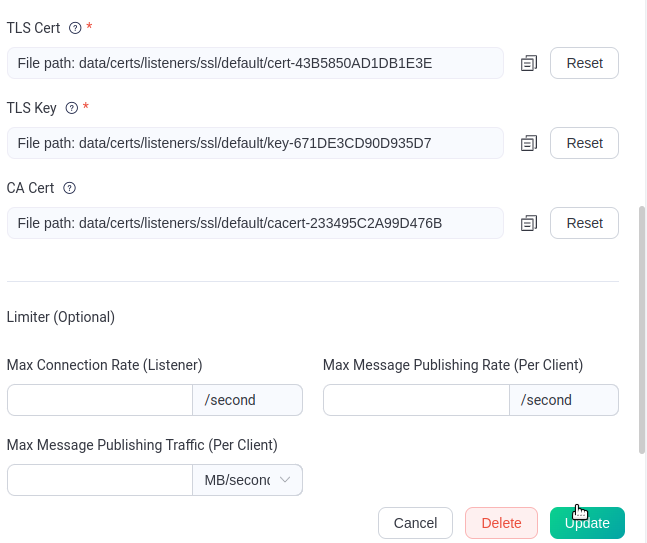 TLS Cert *
File path: data/certs/listeners/ssl/default/cert-43B5850AD1DB1E3E Reset
TLS Key *
File path: data/certs/listeners/ssl/default/key-671DE3CD90D935D7 Reset
CA Cert
File path: data/certs/listeners/ssl/default/cacert-233495C2A99D476B Reset
Limiter (Optional)
Max Connection Rate (Listener) Max Message Publishing Rate (Per Client)
/second /second
Max Message Publishing Traffic (Per Client)
MB/second
Cancel Delete Update